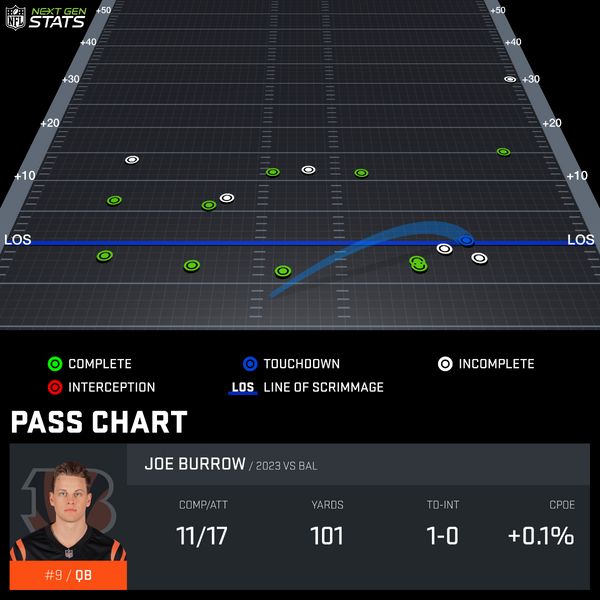 NFL NEXT GEN STATS
+50 +50
+40 +40
+30 +30
+20 +20
+10 +10
LOS LOS
COMPLETE TOUCHDOWN INCOMPLETE
INTERCEPTION LOS LINE OF SCRIMMAGE
PASS CHART
JOE BURROW / 2023 VS BAL
COMP/ATT YARDS TD-INT CPOE
11/17 101 1-0 +0.1%
#9 / QB